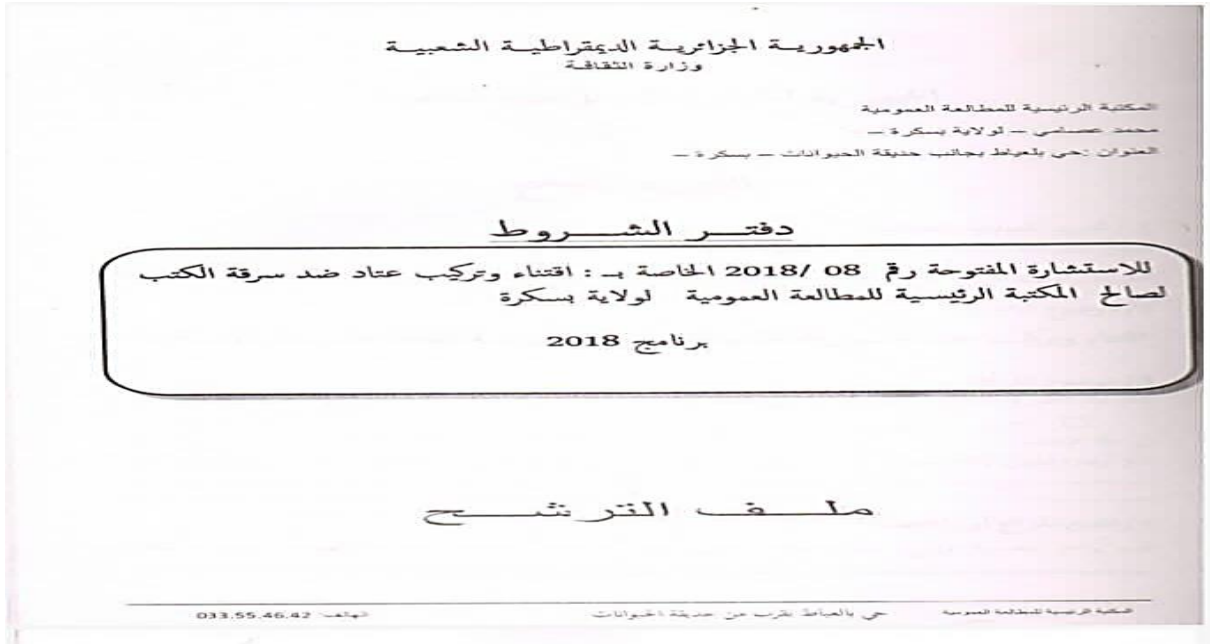 الجمهورية الجزائرية الديمقراطية الشعبية
وزارة الثقافة
المكتبة الرئيسية للمطالعة العمومية
محمد عصامي – لولاية بسكرة –
العنوان :حي بلعياط بجانب حديقة الحيوانات – بسكرة –
دفتر الشروط
للاستشارة المفتوحة رقم 08 /2018 الخاصة بـ : اقتناء وتركيب عتاد ضد سرقة الكتب
لصالح المكتبة الرئيسية للمطالعة العمومية لولاية بسكرة
برنامج 2018
ملف الترشح
المكتبة الرئيسية للمطالعة العمومية حي بالعياط بقرب من حديقة الحيوانات الهاتف: 033.55.46.42